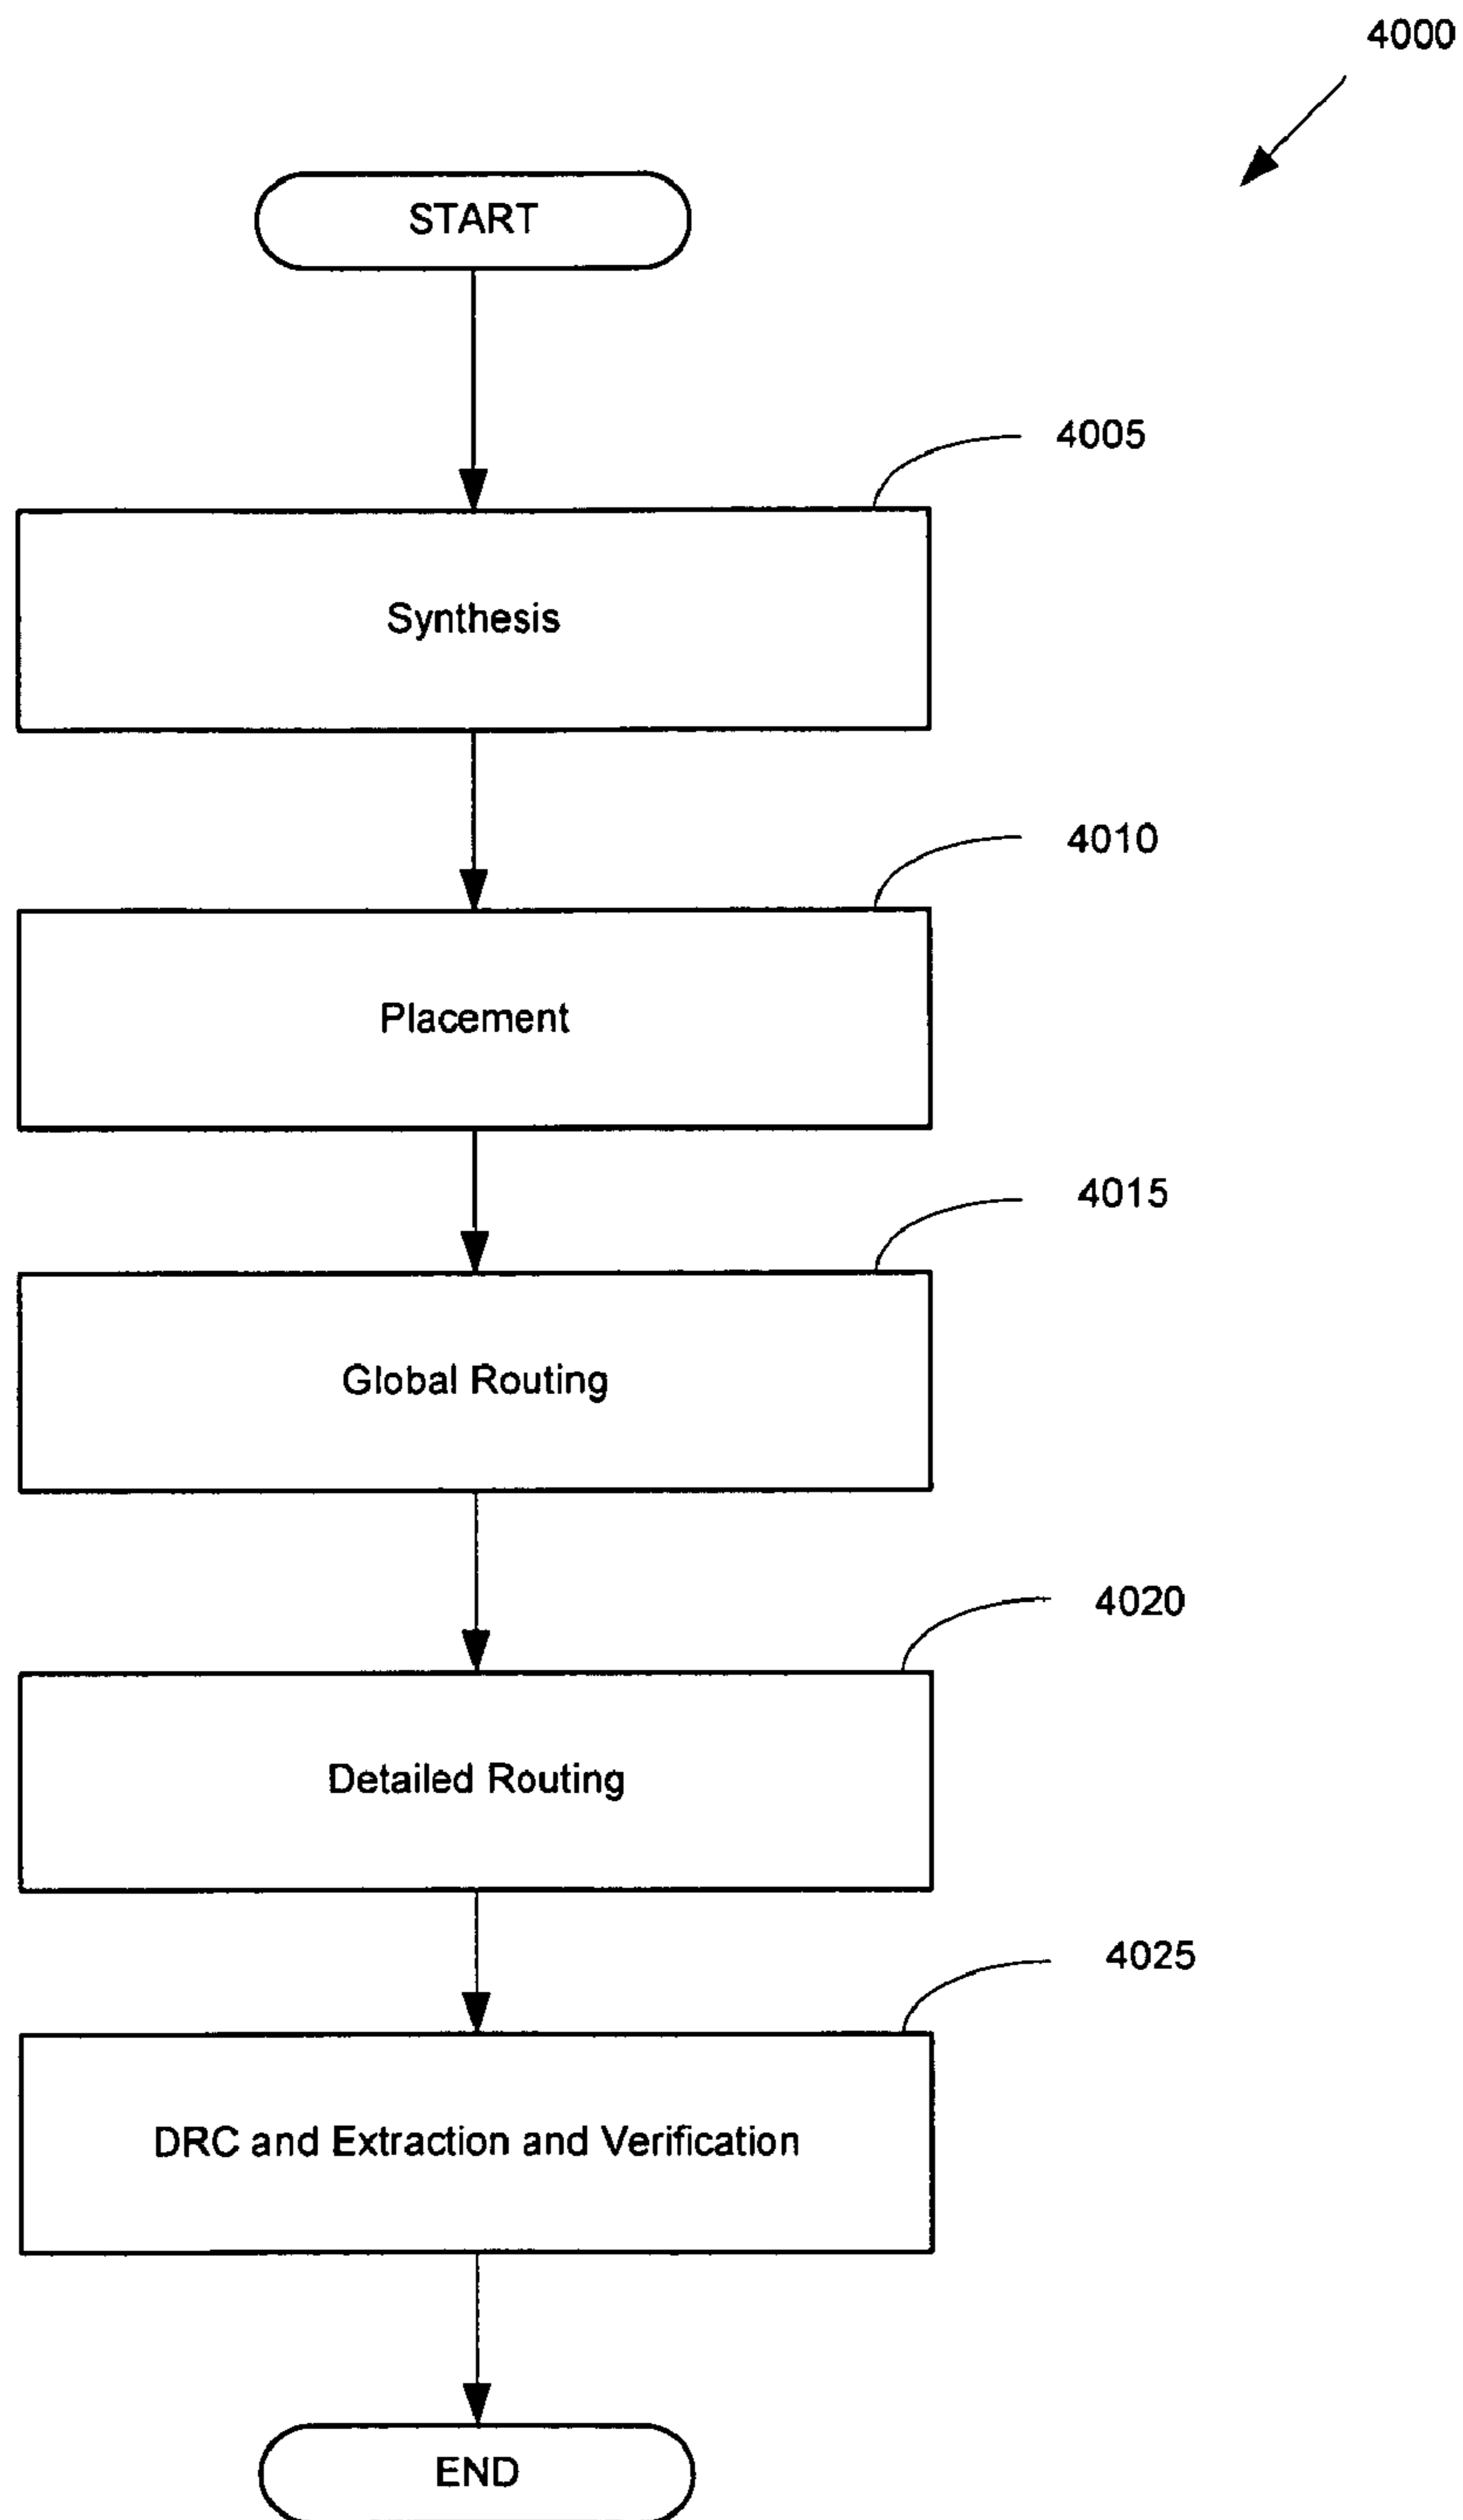 4000
START
4005
Synthesis
4010
Placement
4015
Global Routing
4020
Detailed Routing
4025
DRC and Extraction and Verification
END